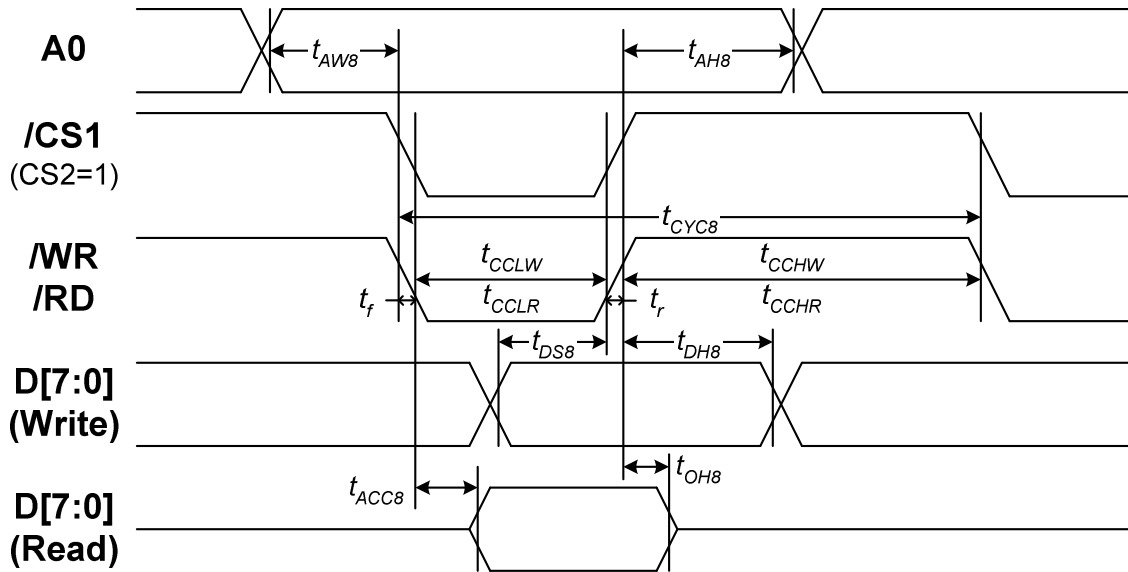 A0
tAW8
tAH8
/CS1
(CS2=1)
tCYC8
/WR
/RD
tCCLW
tCCHW
tf
tCCLR
tr
tCCHR
tDS8
tDH8
D[7:0]
(Write)
tACC8
tOH8
D[7:0]
(Read)